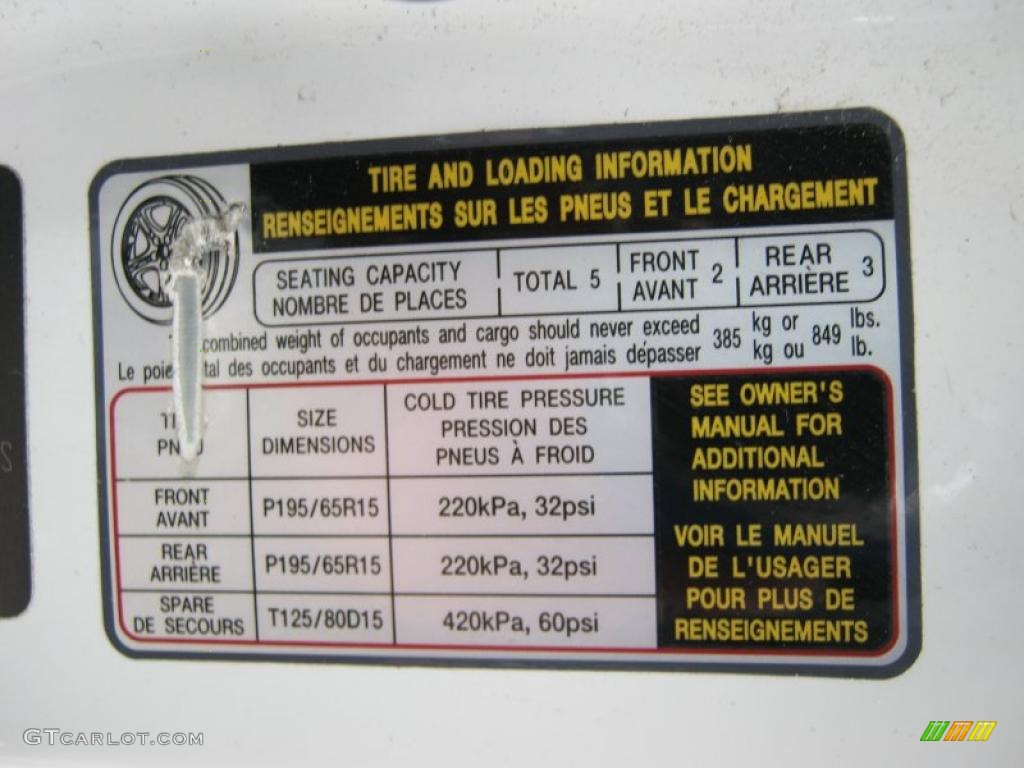 TIRE AND LOADING INFORMATION
RENSEIGNEMENTS SUR LES PNEUS ET LE CHARGEMENT
SEATING CAPACITY
NOMBRE DE PLACES
TOTAL 5
FRONT
AVANT 2
REAR
ARRIÈRE 3
combined weight of occupants and cargo should never exceed 385 kg or 849 lbs.
Le des occupants et du chargement ne doit jamais dépasser 385 kg ou 849 lb.
SIZE
DIMENSIONS
COLD TIRE PRESSURE
PRESSION DES
PNEUS À FROID
FRONT
AVANT
P195/65R15
220kPa, 32psi
REAR
ARRIÈRE
P195/65R15
220kPa, 32psi
SPARE
DE SECOURS
T125/80D15
420kPa, 60psi
SEE OWNER'S
MANUAL FOR
ADDITIONAL
INFORMATION
VOIR LE MANUEL
DE L'USAGER
POUR PLUS DE
RENSEIGNEMENTS
GTCARLOT.COM